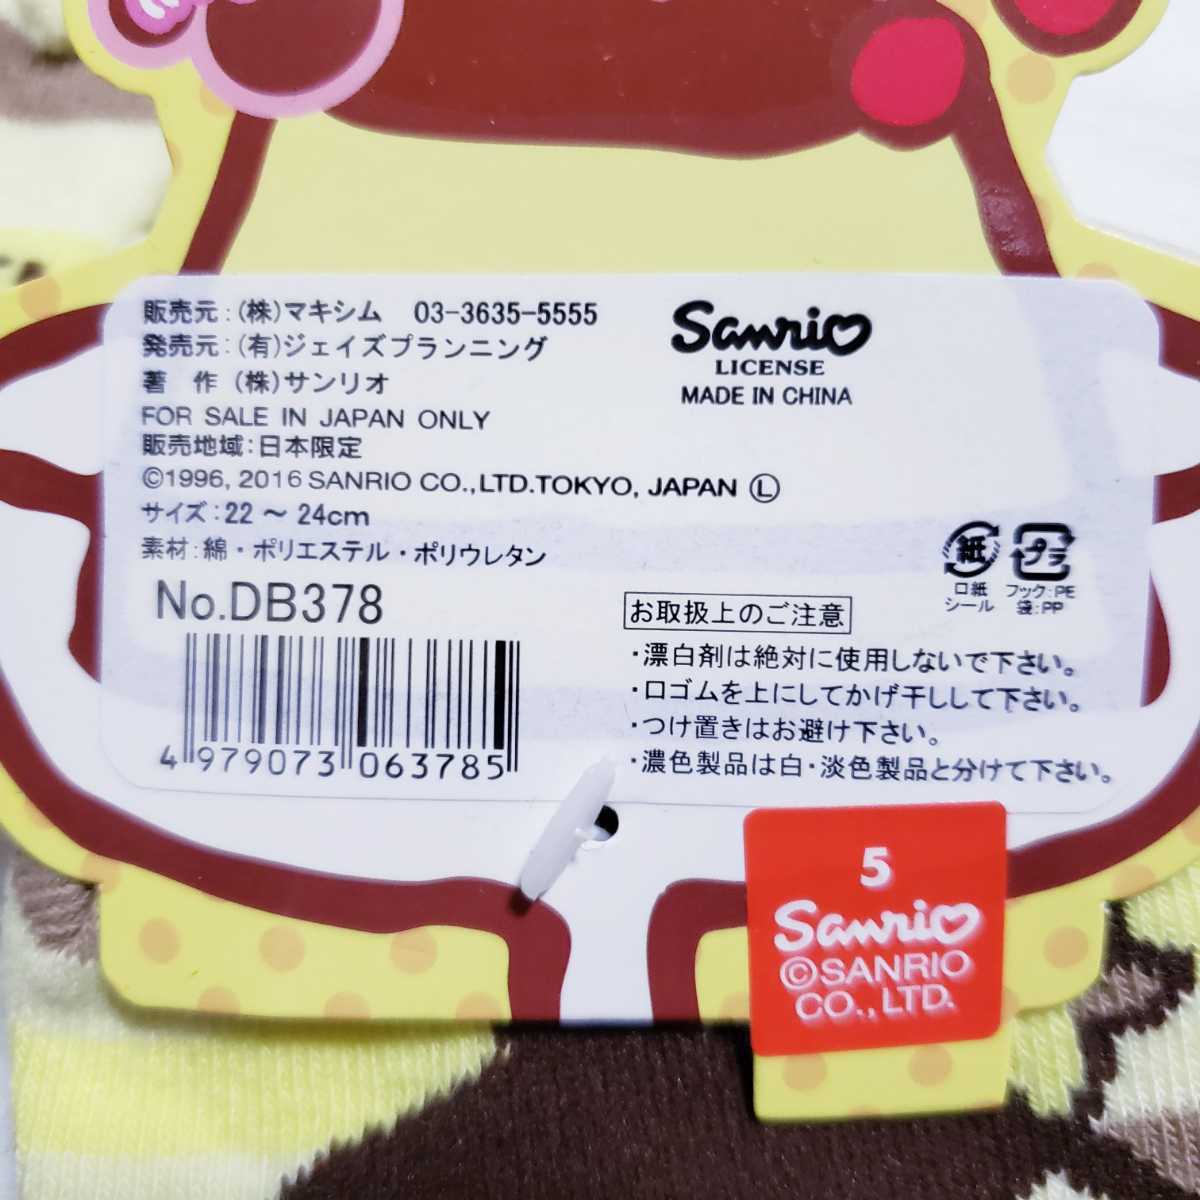 販売元：(株)マキシム　03-3635-5555
発売元：(有)ジェイズプランニング
著　作　(株)サンリオ
FOR SALE IN JAPAN ONLY
販売地域：日本限定
©1996, 2016 SANRIO CO.,LTD.TOKYO, JAPAN Ⓛ
サイズ：22 ～ 24cm
素材：綿・ポリエステル・ポリウレタン
No.DB378
4 979073 063785
Sanrio
LICENSE
MADE IN CHINA
紙
口紙
シール
プラ
フック：PE
袋：PP
お取扱上のご注意
・漂白剤は絶対に使用しないで下さい。
・口ゴムを上にしてかげ干しして下さい。
・つけ置きはお避け下さい。
・濃色製品は白・淡色製品と分けて下さい。
5
Sanrio
©SANRIO
CO., LTD.